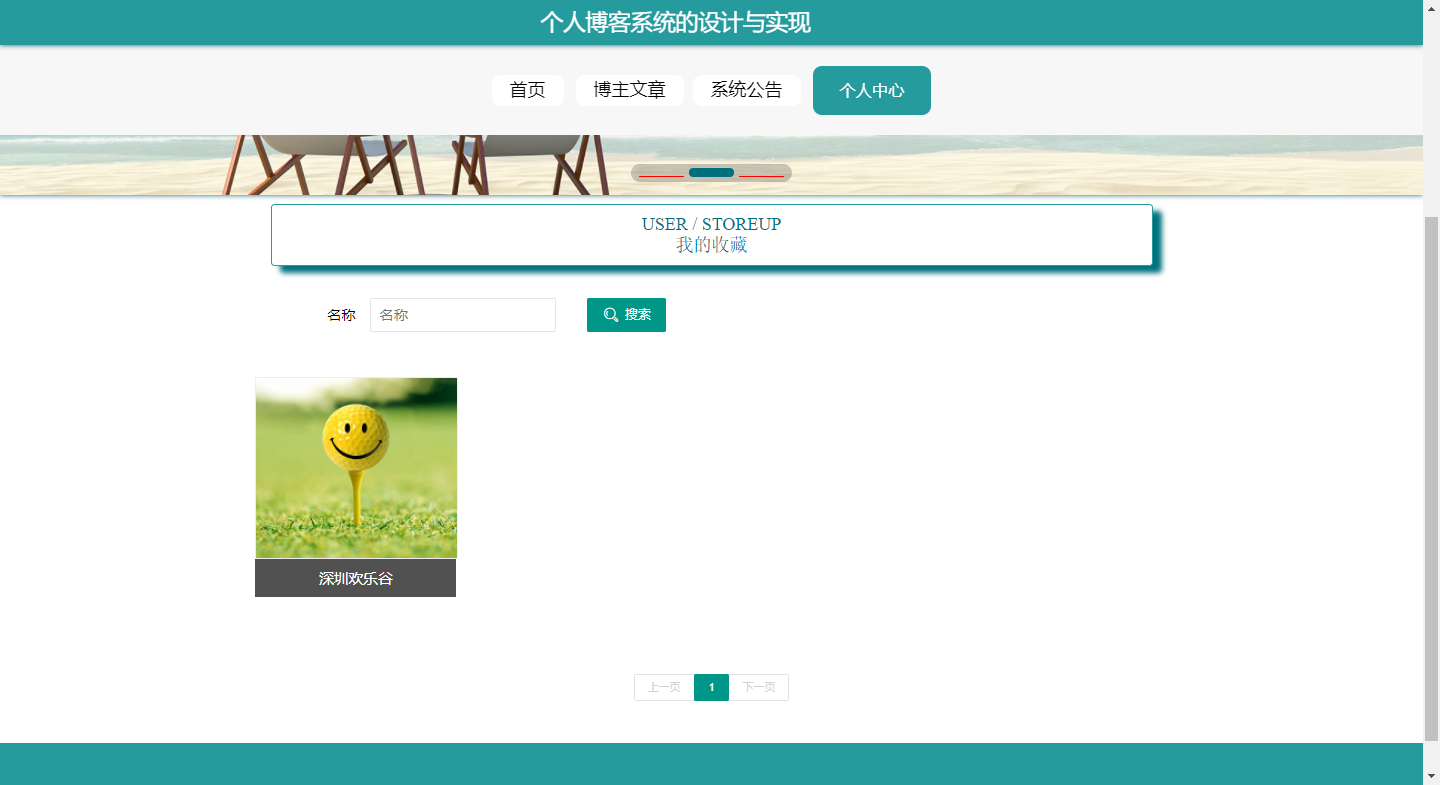 个人博客系统的设计与实现
首页 博主文章 系统公告 个人中心
USER / STOREUP
我的收藏
名称 名称 搜索
深圳欢乐谷
上一页 1 下一页